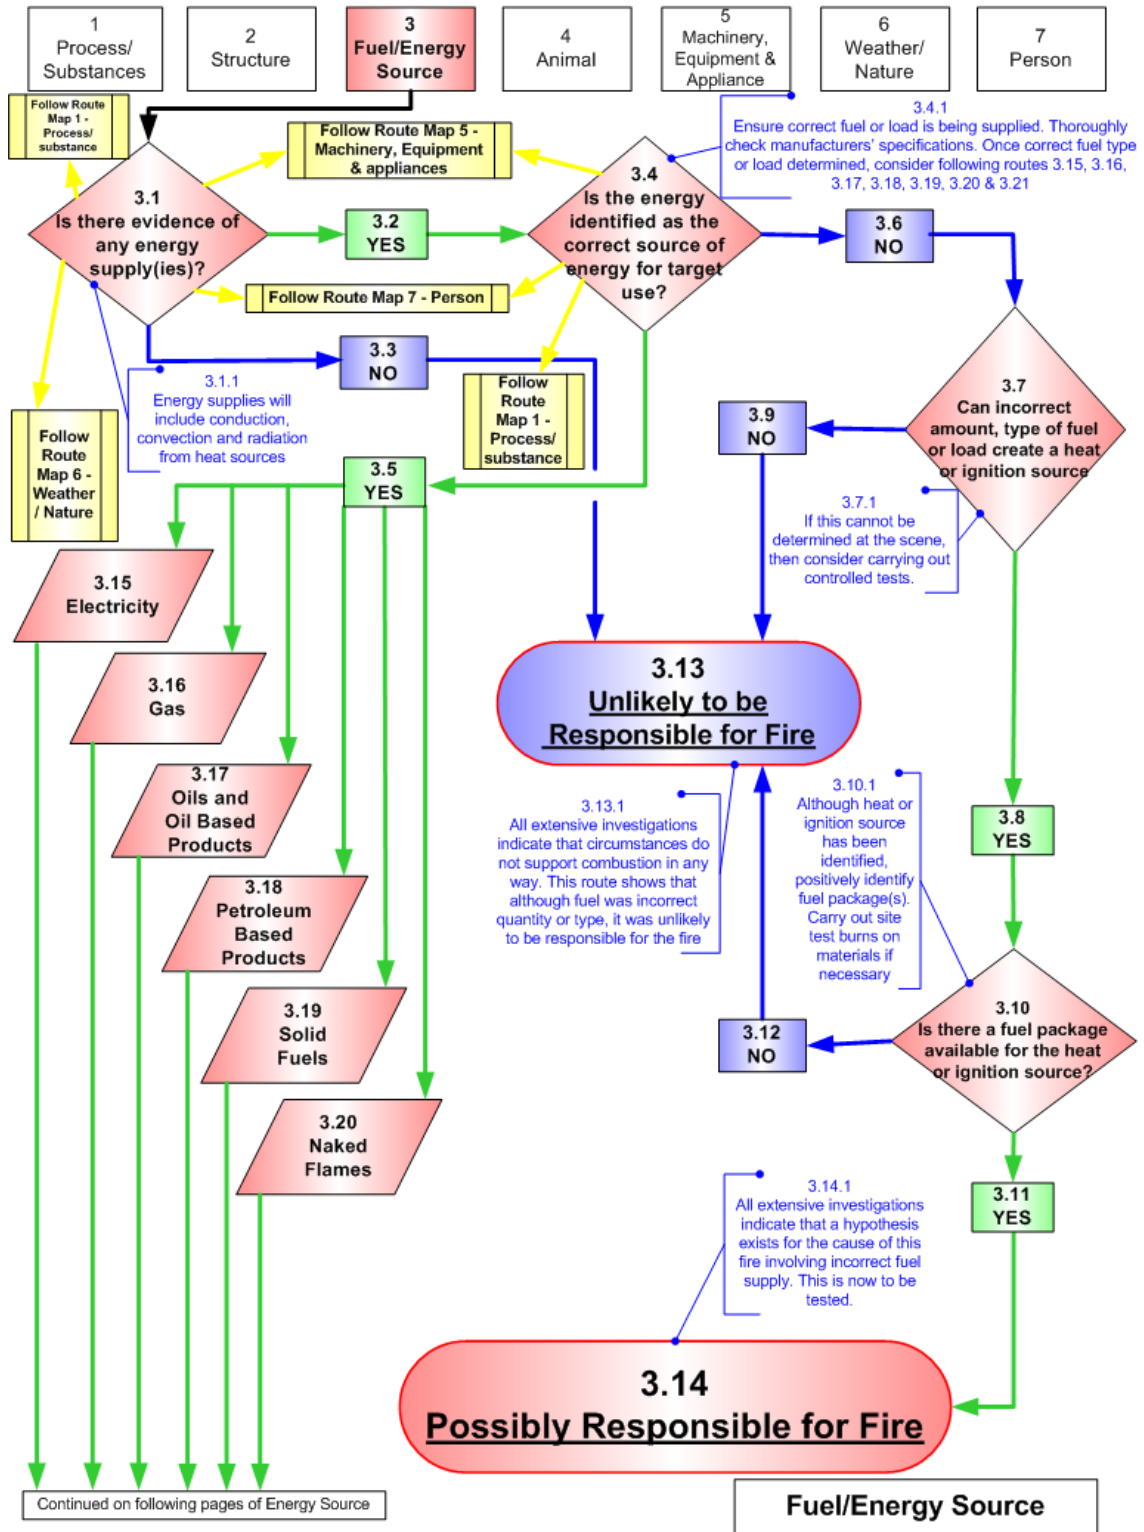 1
Process/
Substances
2
Structure
3
Fuel/Energy
Source
4
Animal
5
Machinery,
Equipment &
Appliance
6
Weather/
Nature
7
Person
Follow Route
Map 1 -
Process/
substance
Follow Route Map 5 -
Machinery, Equipment
& appliances
3.4.1
Ensure correct fuel or load is being supplied. Thoroughly
check manufacturers' specifications. Once correct fuel type
or load determined, consider following routes 3.15, 3.16,
3.17, 3.18, 3.19, 3.20 & 3.21
3.1
Is there evidence of
any energy
supply(ies)?
3.2
YES
3.4
Is the energy
identified as the
correct source of
energy for target
use?
3.6
NO
Follow Route Map 7 - Person
3.3
NO
3.1.1
Energy supplies will
include conduction,
convection and radiation
from heat sources
Follow
Route
Map 1 -
Process/
substance
3.7
Can incorrect
amount, type of fuel
or load create a heat
or ignition source
3.9
NO
Follow
Route
Map 6 -
Weather
/ Nature
3.5
YES
3.7.1
If this cannot be
determined at the scene,
then consider carrying out
controlled tests.
3.15
Electricity
3.16
Gas
3.13
Unlikely to be
Responsible for Fire
3.17
Oils and
Oil Based
Products
3.13.1
All extensive investigations
indicate that circumstances do
not support combustion in any
way. This route shows that
although fuel was incorrect
quantity or type, it was unlikely
to be responsible for the fire
3.10.1
Although heat or
ignition source
has been
identified,
positively identify
fuel package(s).
Carry out site
test burns on
materials if
necessary
3.8
YES
3.18
Petroleum
Based
Products
3.19
Solid
Fuels
3.12
NO
3.10
Is there a fuel package
available for the heat
or ignition source?
3.20
Naked
Flames
3.14.1
All extensive investigations
indicate that a hypothesis
exists for the cause of this
fire involving incorrect fuel
supply. This is now to be
tested.
3.11
YES
3.14
Possibly Responsible for Fire
Continued on following pages of Energy Source
Fuel/Energy Source